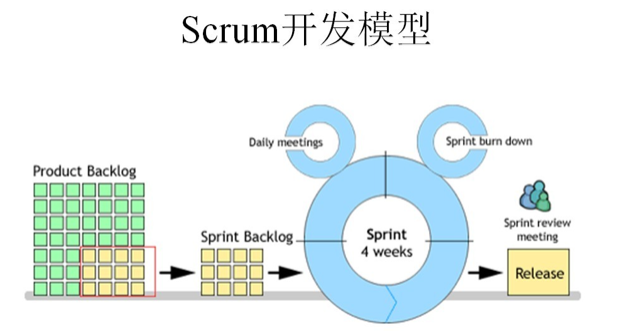 Scrum开发模型
Daily meetings
Sprint burn down
Product Backlog
Sprint Backlog
Sprint
4 weeks
Sprint review
meeting
Release